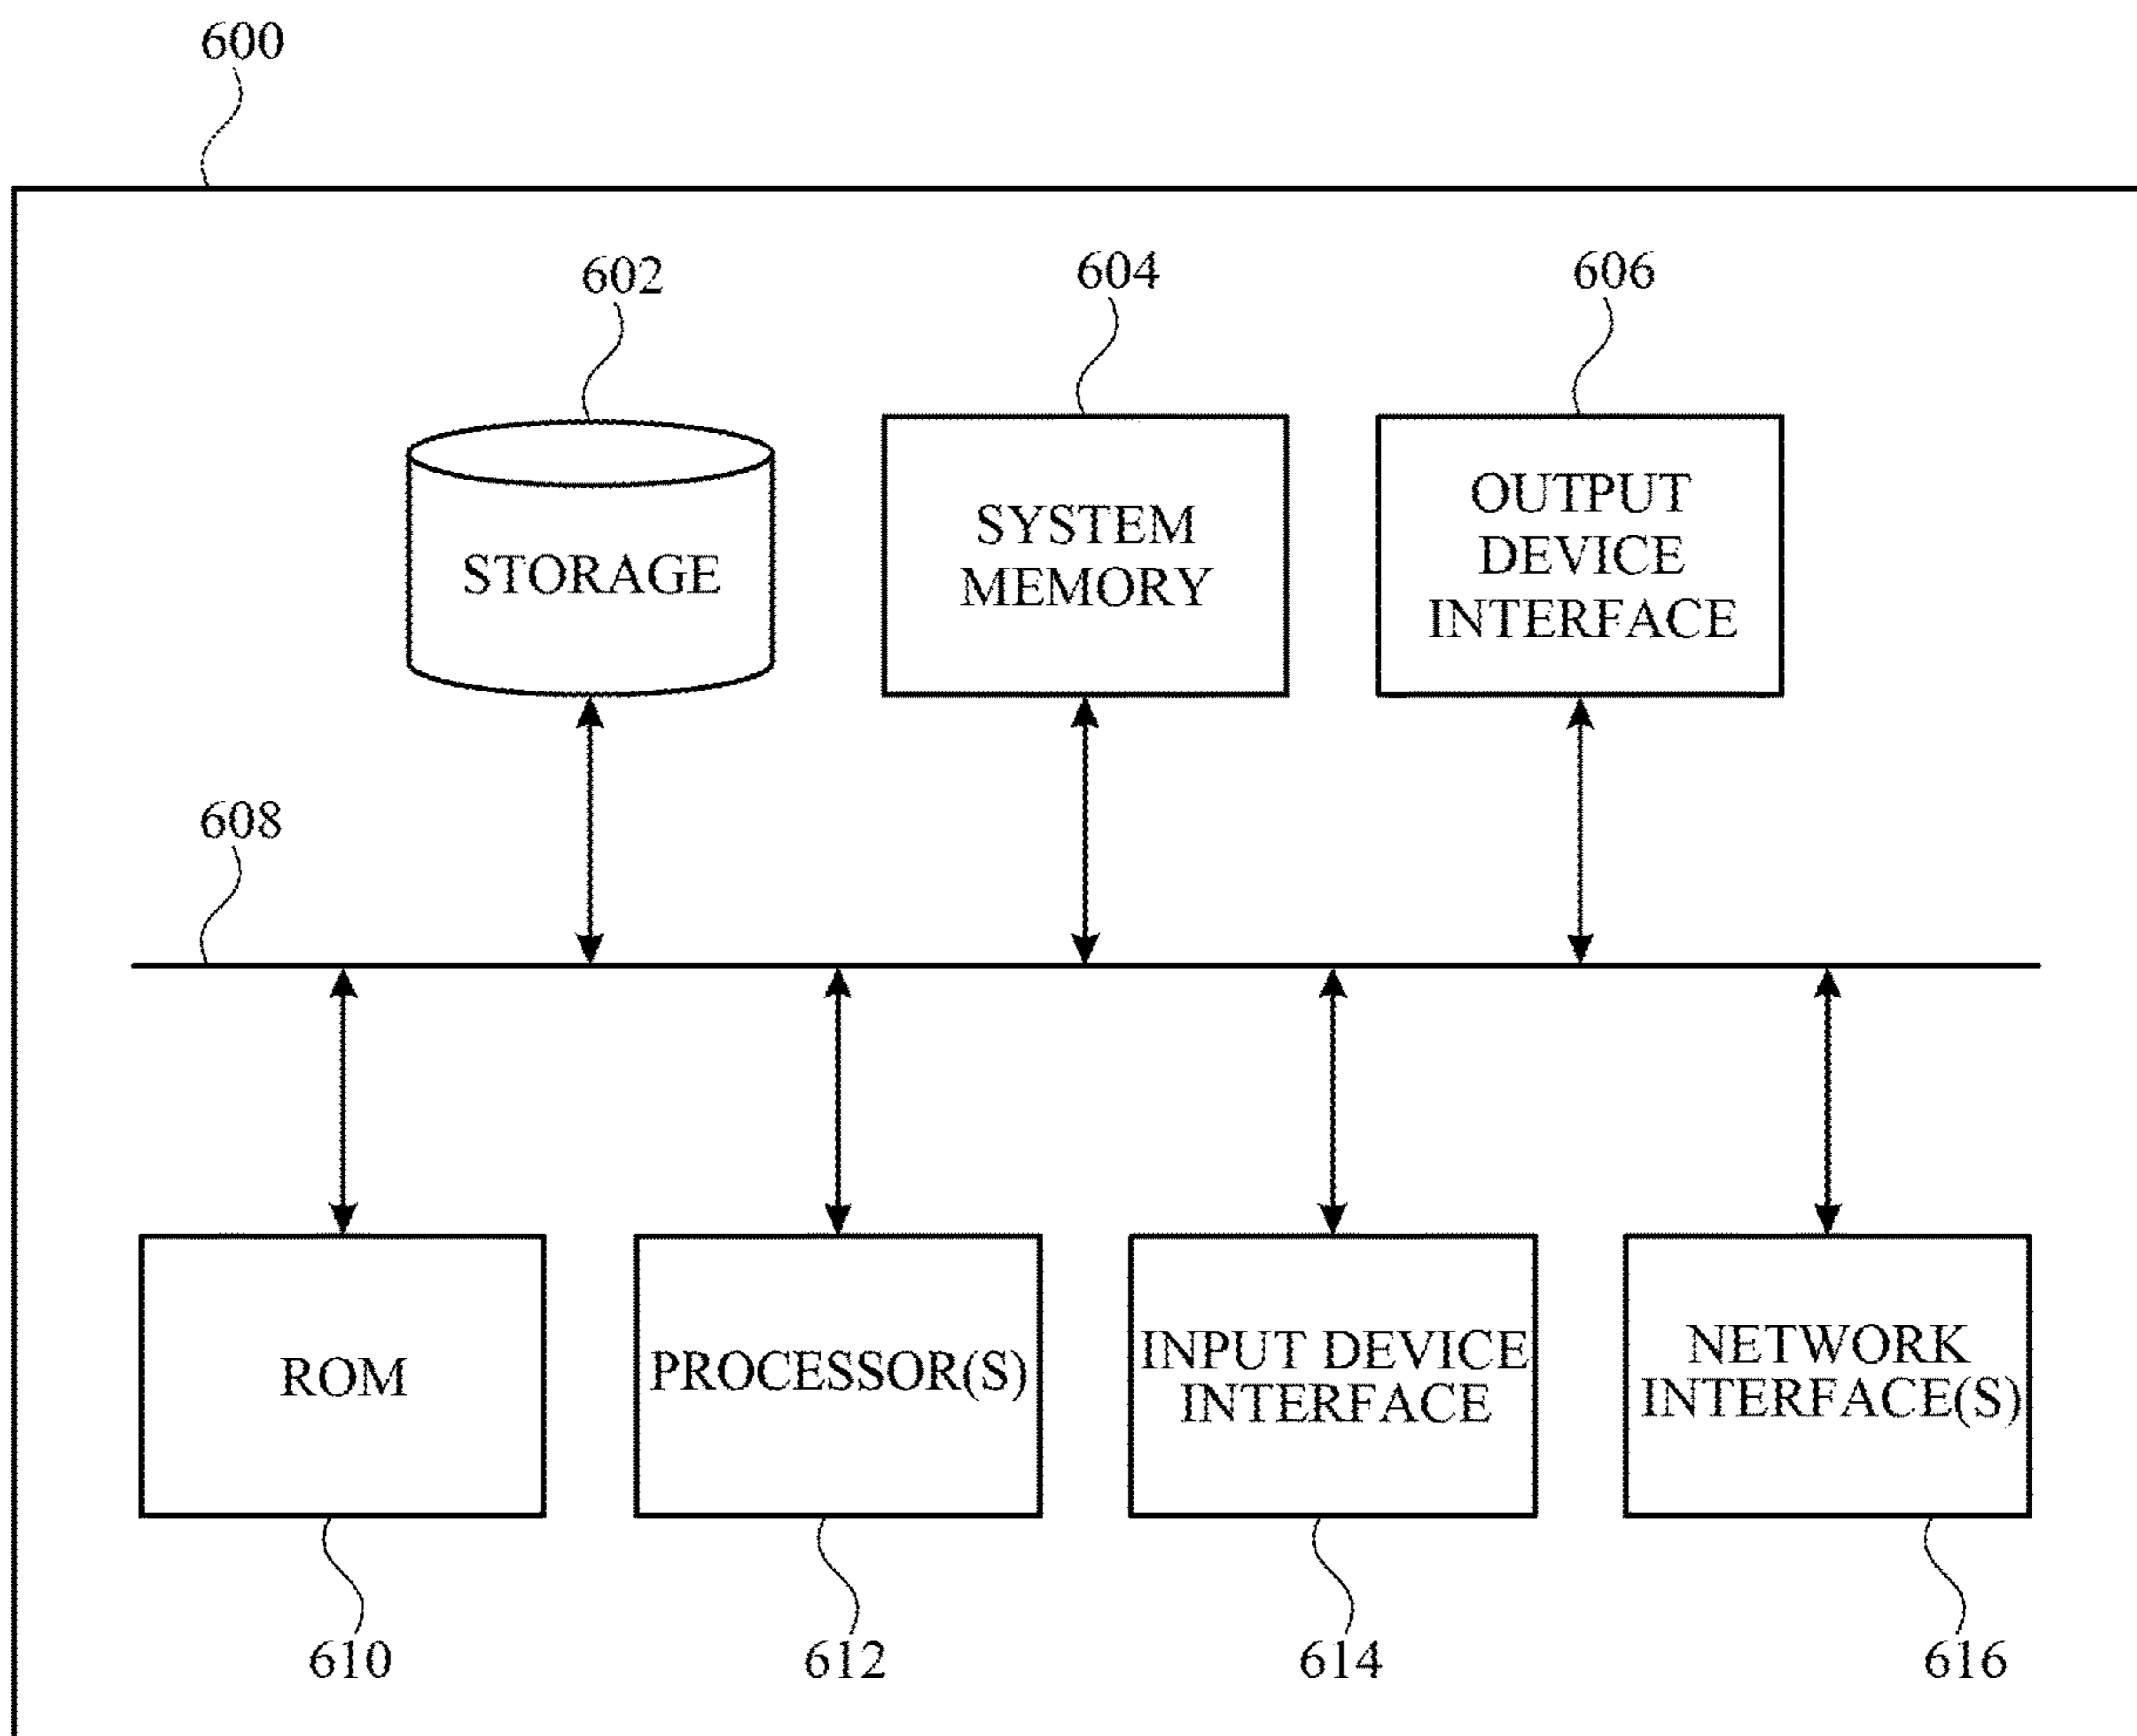 600
602
604
606
STORAGE
SYSTEM
MEMORY
OUTPUT
DEVICE
INTERFACE
608
ROM
PROCESSOR(S)
INPUT DEVICE
INTERFACE
NETWORK
INTERFACE(S)
610
612
614
616